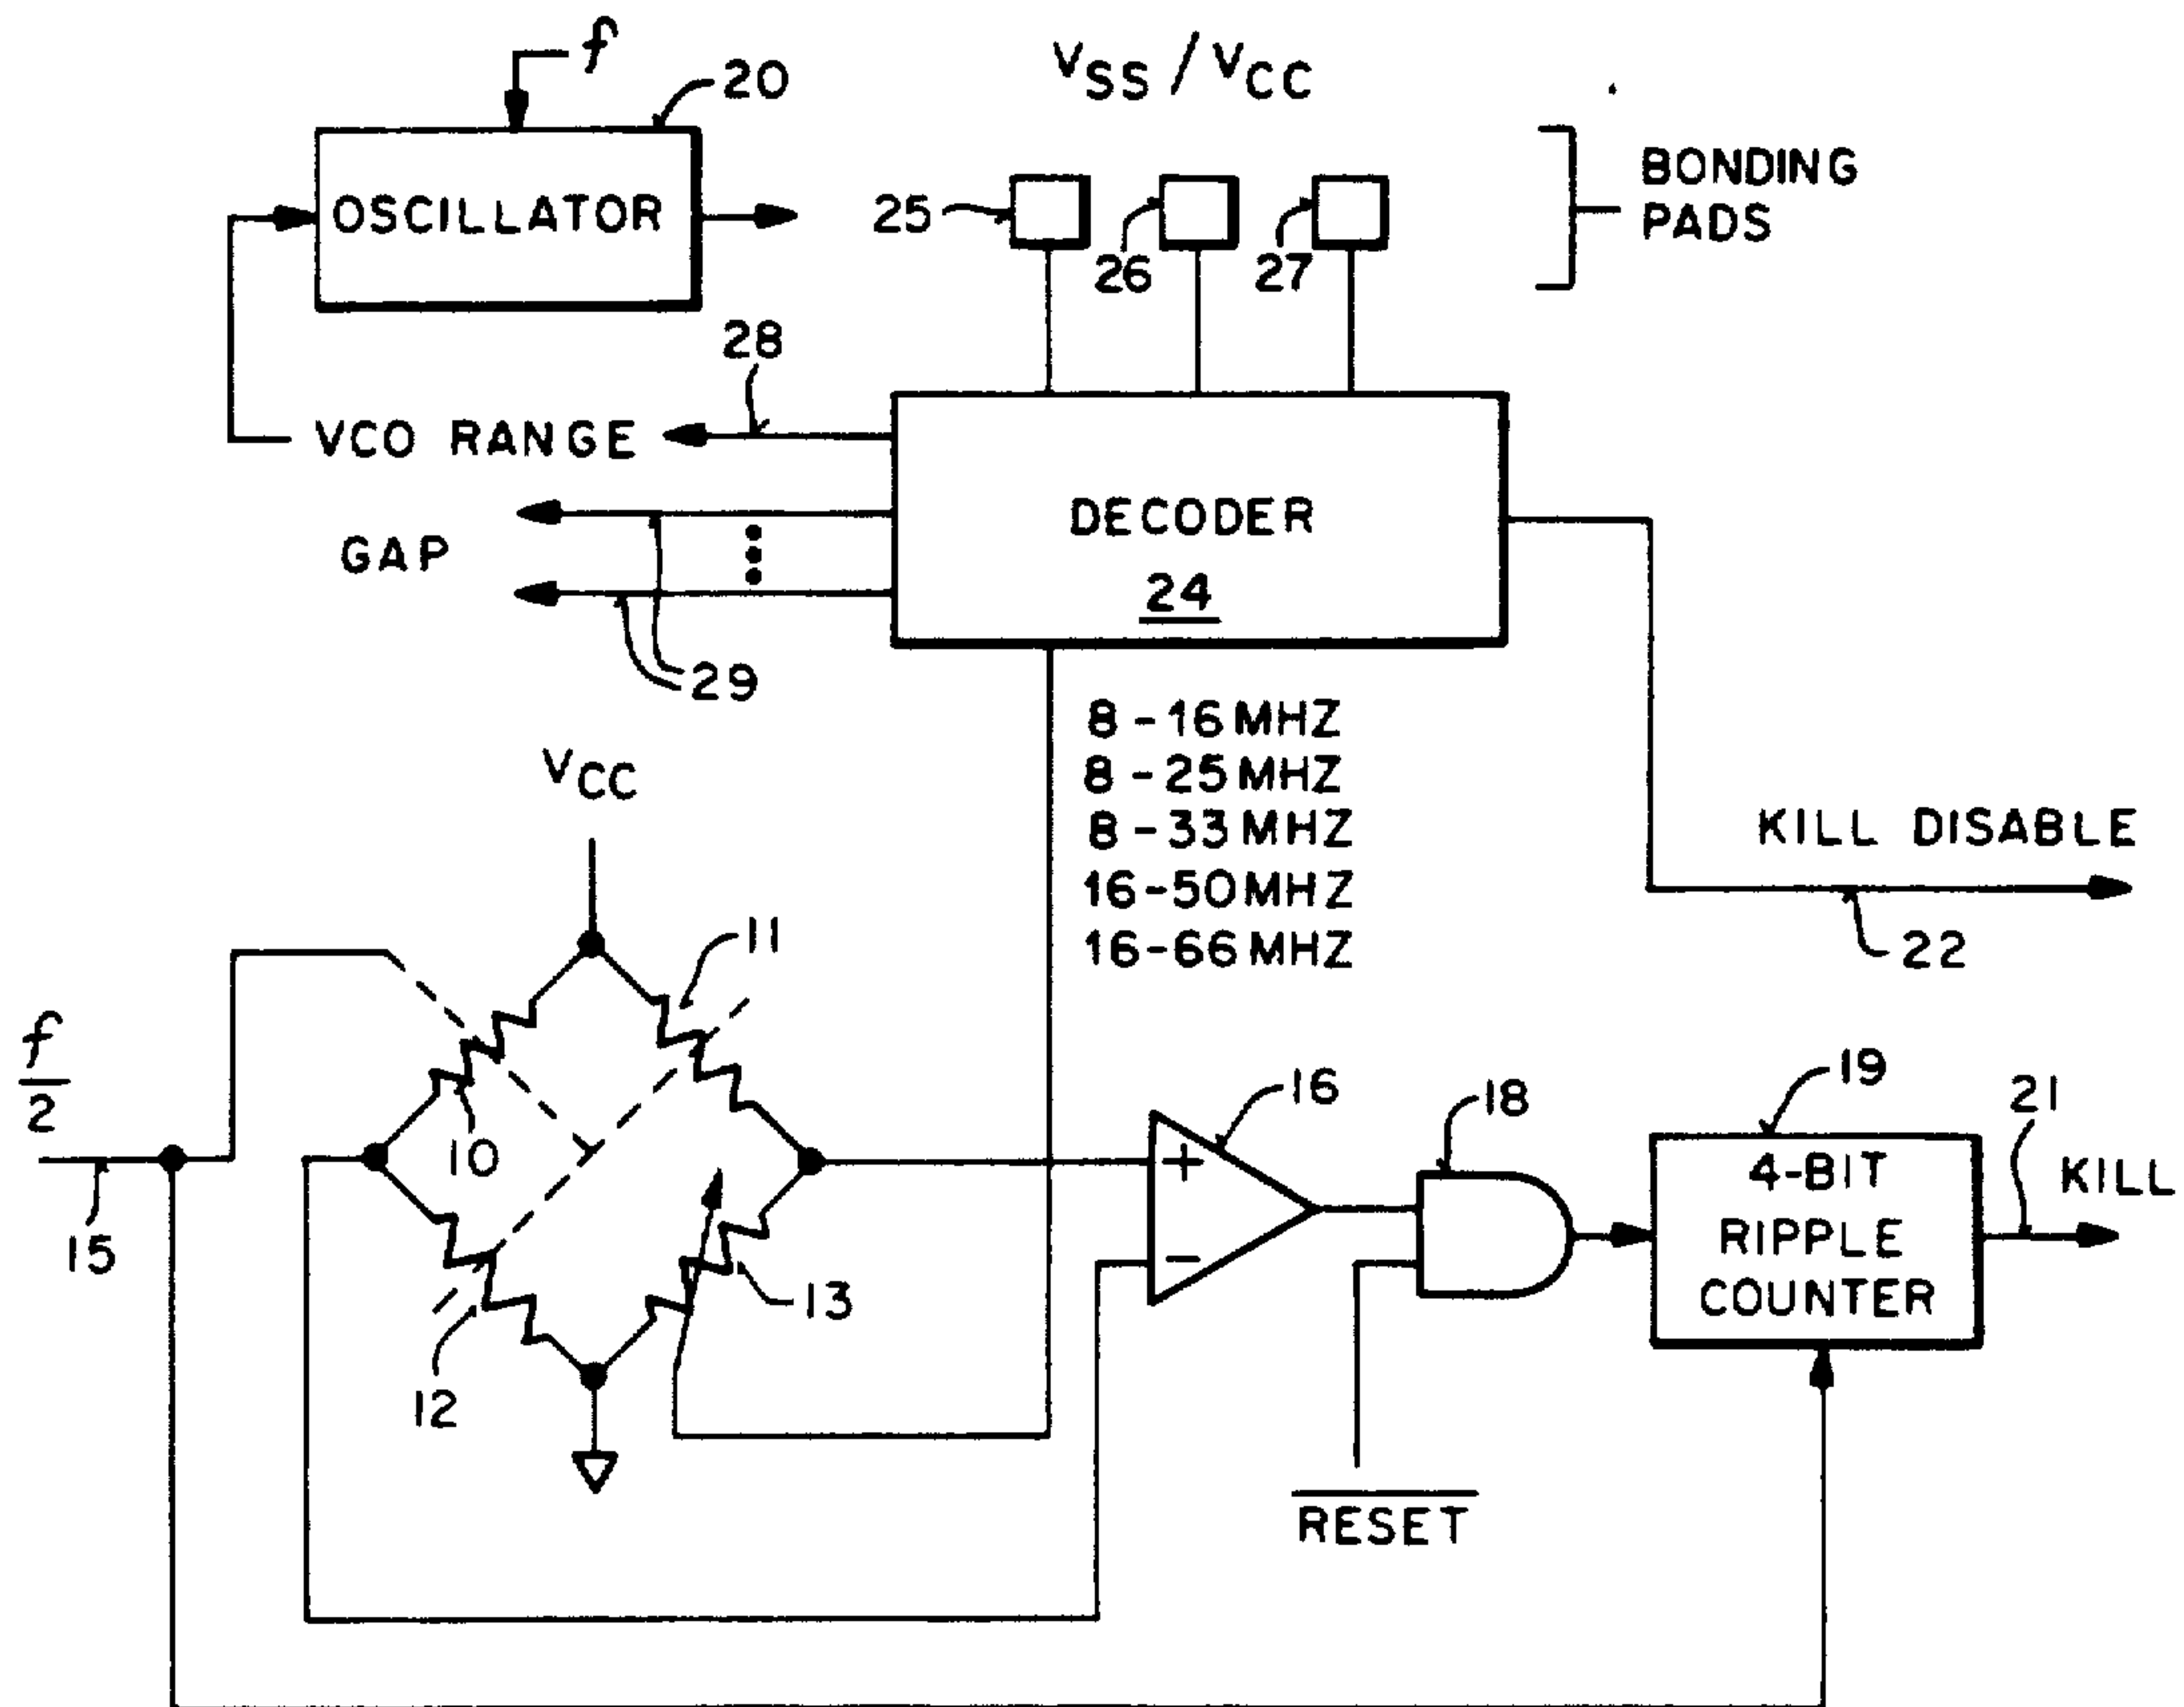 f
20
VSS / VCC
OSCILLATOR
25
26
27
BONDING
PADS
28
VCO RANGE
GAP
29
DECODER
24
8 - 16 MHZ
8 - 25 MHZ
8 - 33 MHZ
16 - 50 MHZ
16 - 66 MHZ
KILL DISABLE
22
VCC
11
f
2
15
10
12
13
16
+
−
18
RESET
19
4-BIT
RIPPLE
COUNTER
21
KILL